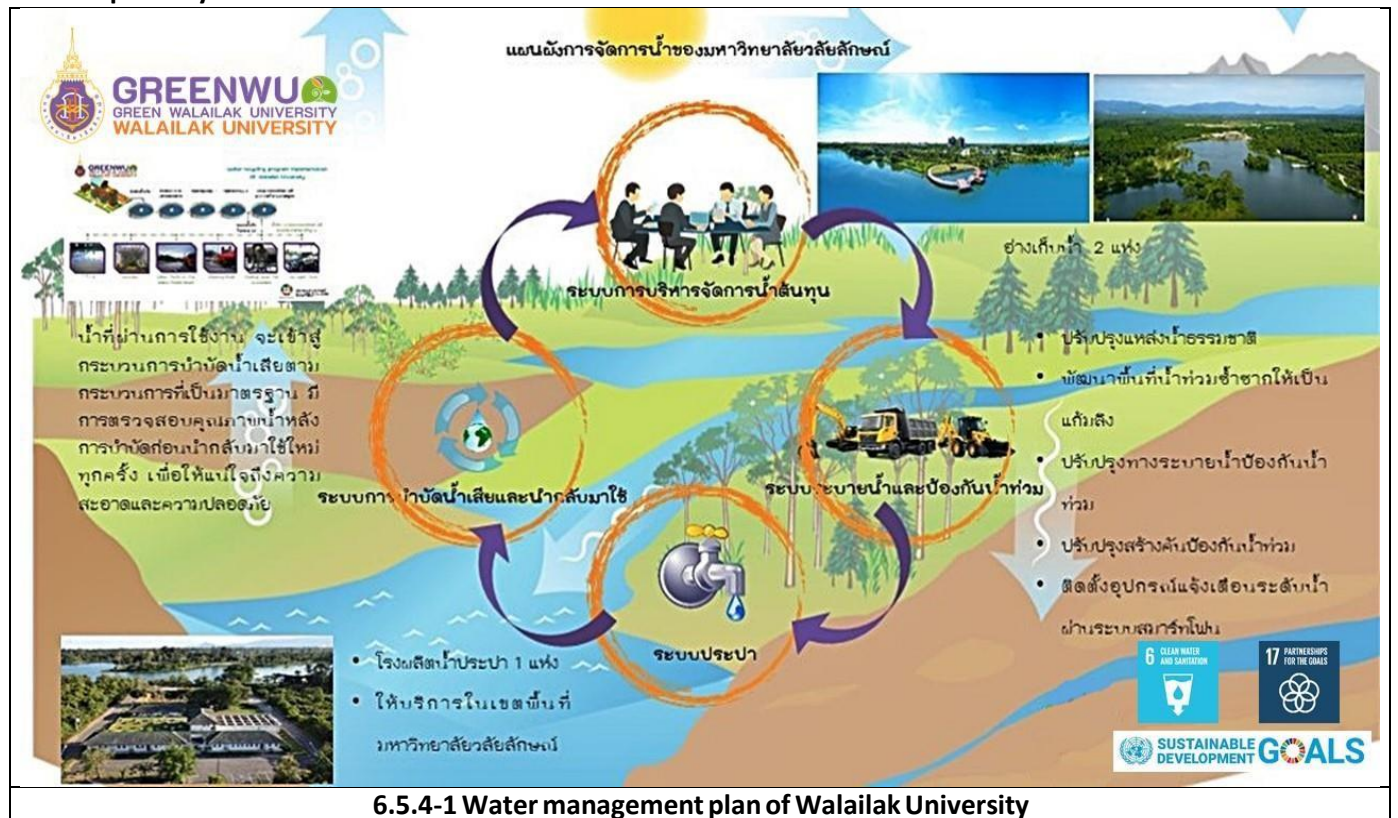 แผนผังการจัดการน้ำของมหาวิทยาลัยวลัยลักษณ์
GREENWU
GREEN WALAILAK UNIVERSITY
WALAILAK UNIVERSITY
ระบบการบริหารจัดการน้ำต้นทุน
อ่างเก็บน้ำ 2 แห่ง
• ปรับปรุงแหล่งน้ำธรรมชาติ
• พัฒนาพื้นที่น้ำท่วมซ้ำซากให้เป็น
แก้มลิง
• ปรับปรุงทางระบายน้ำป้องกันน้ำ
ท่วม
• ปรับปรุงสร้างคันป้องกันน้ำท่วม
• ติดตั้งอุปกรณ์แจ้งเตือนระดับน้ำ
ผ่านระบบสมาร์ทโฟน
ระบบระบายน้ำและป้องกันน้ำท่วม
น้ำที่ผ่านการใช้งาน จะเข้าสู่
กระบวนการบำบัดน้ำเสียตาม
กระบวนการที่เป็นมาตรฐาน มี
การตรวจสอบคุณภาพน้ำหลัง
การบำบัดก่อนนำกลับมาใช้ใหม่
ทุกครั้ง เพื่อให้แน่ใจถึงความ
สะอาดและความปลอดภัย
ระบบการบำบัดน้ำเสียและนำกลับมาใช้
ระบบประปา
• โรงผลิตน้ำประปา 1 แห่ง
• ให้บริการในเขตพื้นที่
มหาวิทยาลัยวลัยลักษณ์
6 CLEAN WATER
AND SANITATION
17 PARTNERSHIPS
FOR THE GOALS
SUSTAINABLE
DEVELOPMENT GOALS
6.5.4-1 Water management plan of Walailak University